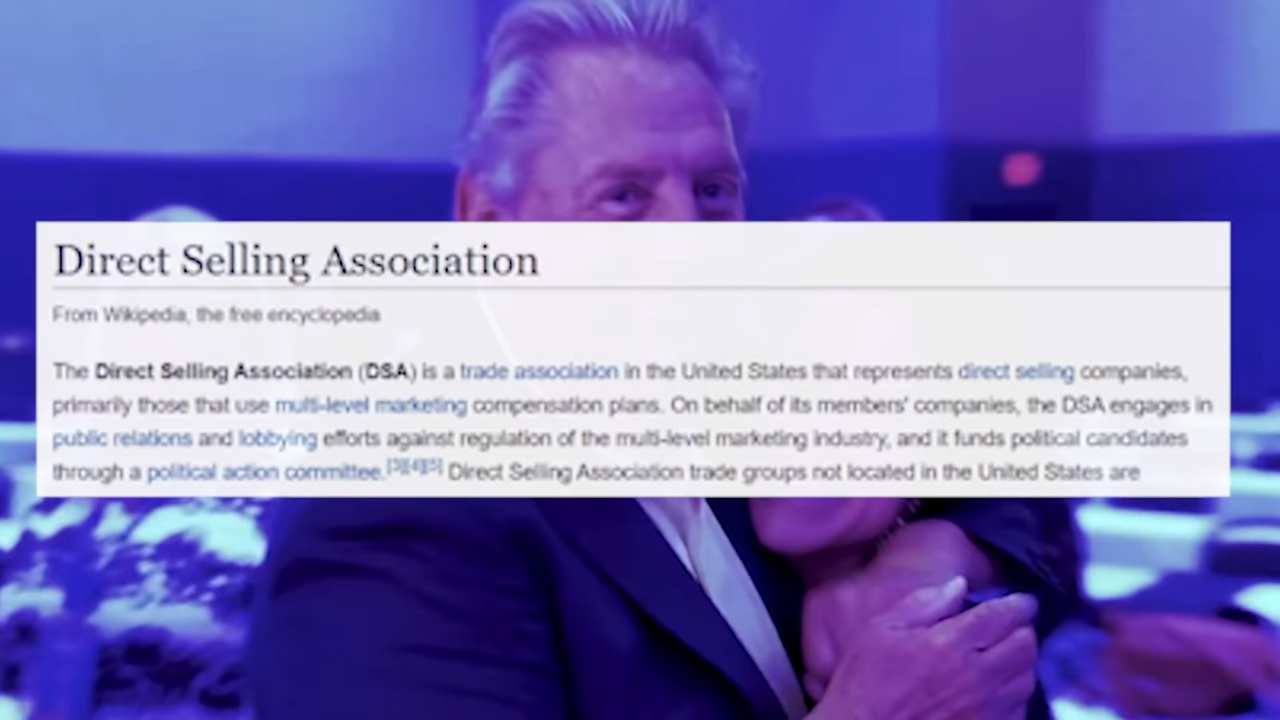 Direct Selling Association
From Wikipedia, the free encyclopedia
The Direct Selling Association (DSA) is a trade association in the United States that represents direct selling companies,
primarily those that use multi-level marketing compensation plans. On behalf of its members' companies, the DSA engages in
public relations and lobbying efforts against regulation of the multi-level marketing industry, and it funds political candidates
through a political action committee.[3][4][5] Direct Selling Association trade groups not located in the United States are